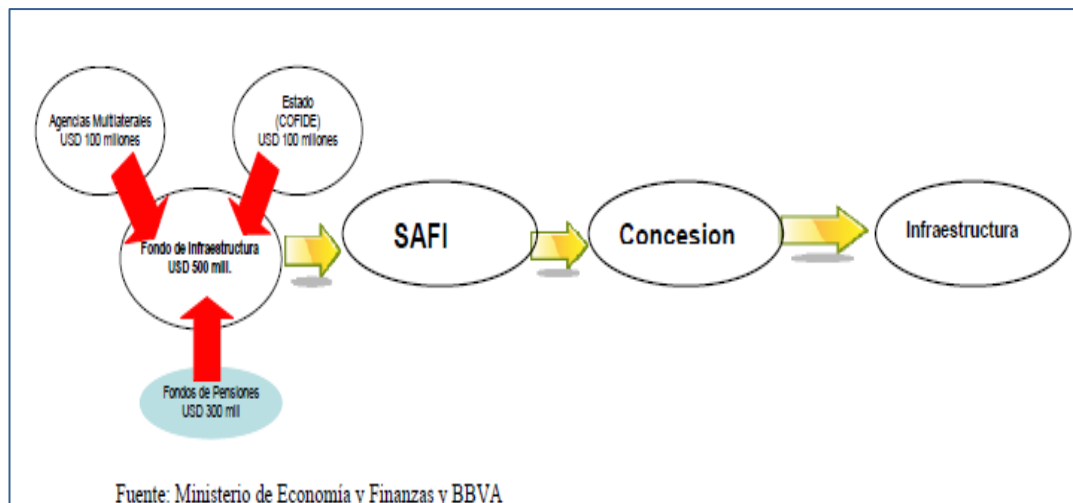 Agencias Multilaterales
USD 100 millones
Estado
(COFIDE)
USD 100 millones
Fondo de Infraestructura
USD 500 mill.
SAFI
Concesion
Infraestructura
Fondos de Pensiones
USD 300 mill
Fuente: Ministerio de Economía y Finanzas y BBVA